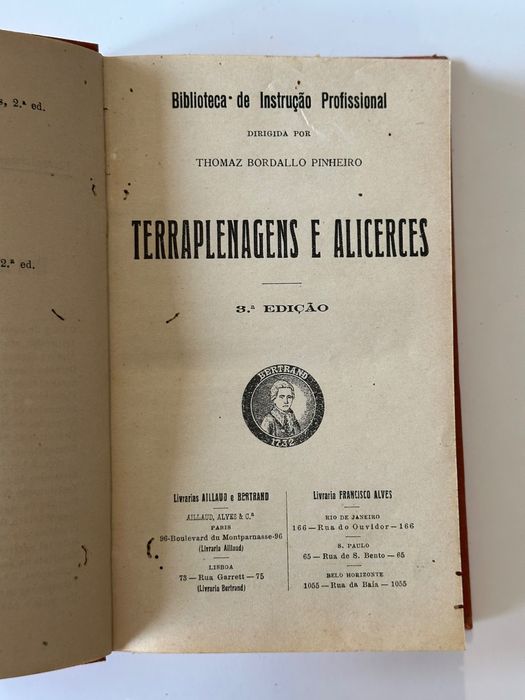 s, 2.ª ed.
2.ª ed.
Biblioteca de Instrução Profissional
DIRIGIDA POR
THOMAZ BORDALLO PINHEIRO
TERRAPLENAGENS E ALICERCES
3.ª EDIÇÃO
BERTRAND
1732
Livrarias AILLAUD e BERTRAND
AILLAUD, ALVES & C.ª
PARIS
96-Boulevard du Montparnasse-96
(Livraria Aillaud)
LISBOA
73 — Rua Garrett — 75
(Livraria Bertrand)
Livraria FRANCISCO ALVES
RIO DE JANEIRO
166 — Rua do Ouvidor — 166
S. PAULO
65 — Rua de S. Bento — 65
BELO HORIZONTE
1055 — Rua da Baía — 1055